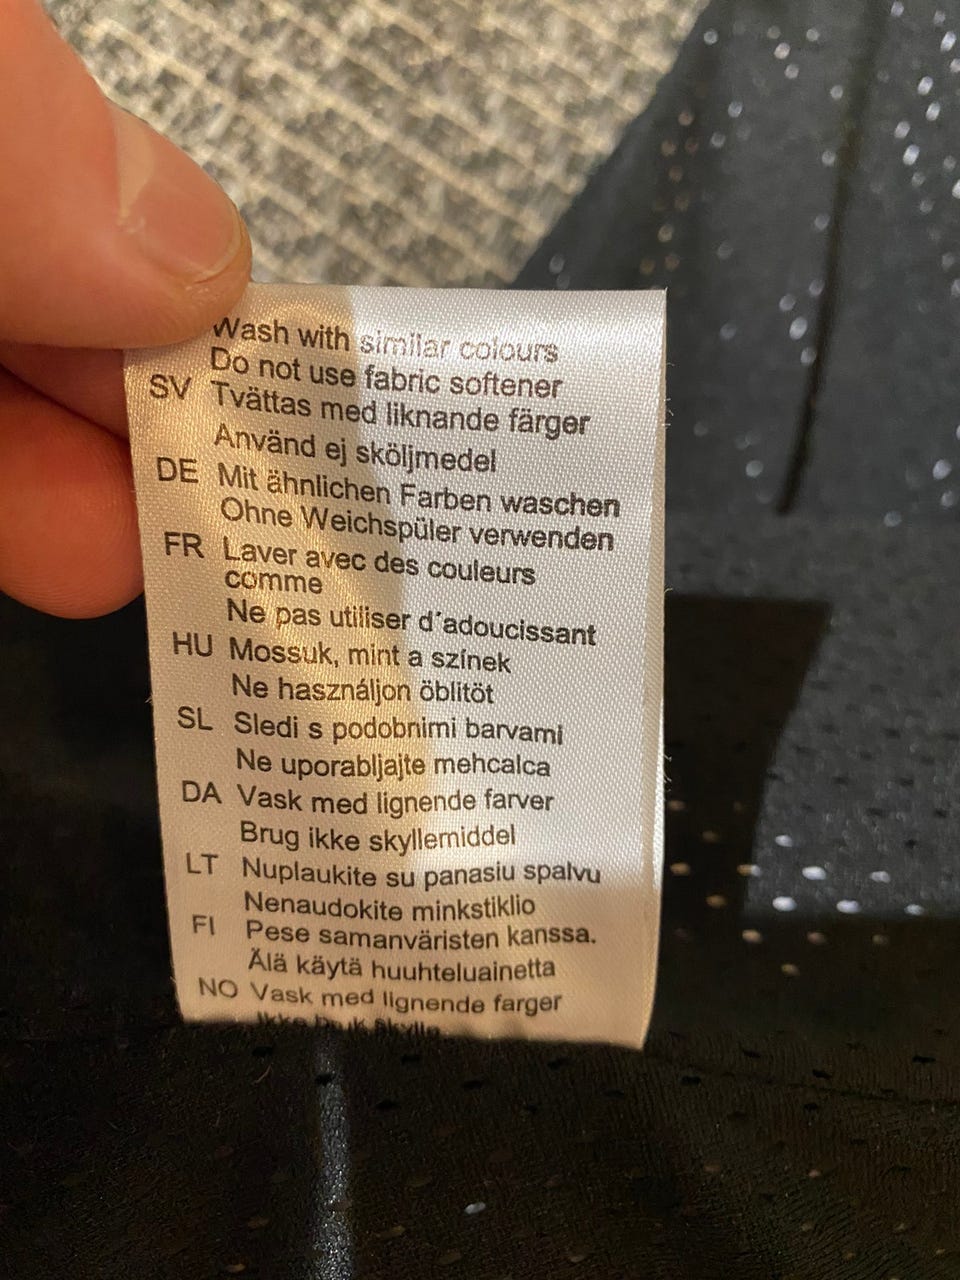 Wash with similar colours
Do not use fabric softener
SV Tvättas med liknande färger
Använd ej sköljmedel
DE Mit ähnlichen Farben waschen
Ohne Weichspüler verwenden
FR Laver avec des couleurs
comme
Ne pas utiliser d´adoucissant
HU Mossuk, mint a színek
Ne használjon öblitöt
SL Sledi s podobnimi barvami
Ne uporabljajte mehcalca
DA Vask med lignende farver
Brug ikke skyllemiddel
LT Nuplaukite su panasiu spalvu
Nenaudokite minkstiklio
FI Pese samanväristen kanssa.
Älä käytä huuhteluainetta
NO Vask med lignende farger
Ikke bruk